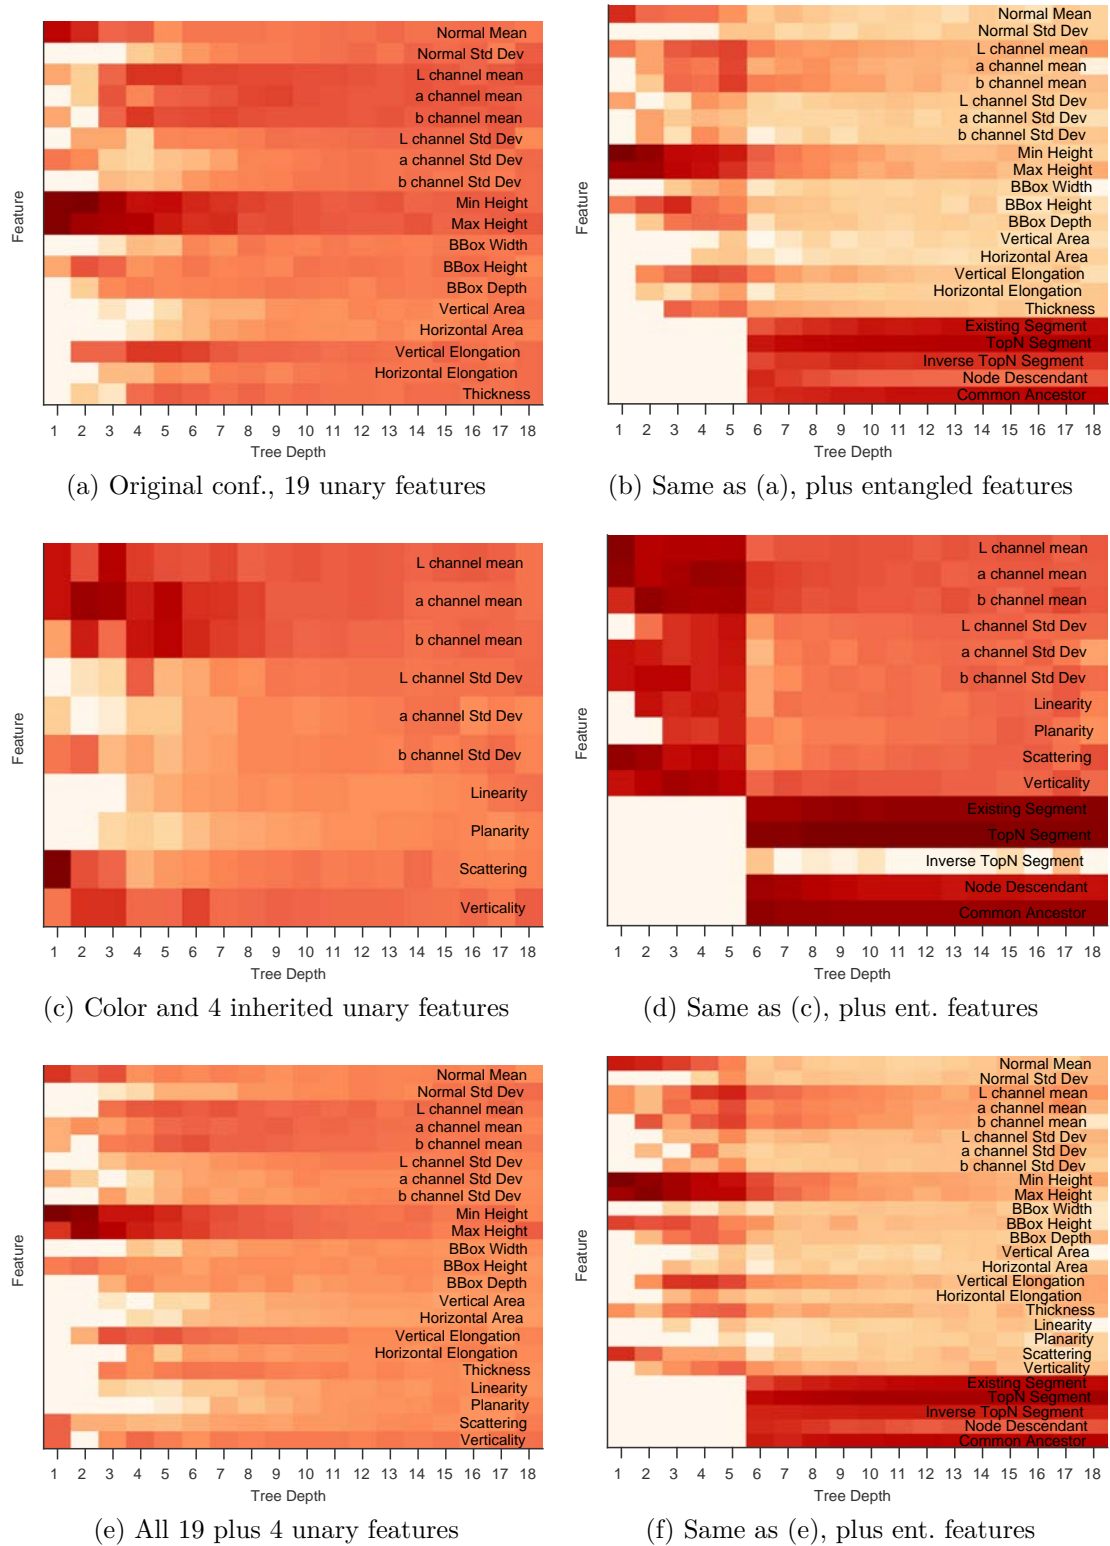 Normal Mean
Normal Std Dev
L channel mean
a channel mean
b channel mean
L channel Std Dev
a channel Std Dev
b channel Std Dev
Min Height
Max Height
BBox Width
BBox Height
BBox Depth
Vertical Area
Horizontal Area
Vertical Elongation
Horizontal Elongation
Thickness
Feature
1 2 3 4 5 6 7 8 9 10 11 12 13 14 15 16 17 18
Tree Depth
(a) Original conf., 19 unary features
Normal Mean
Normal Std Dev
L channel mean
a channel mean
b channel mean
L channel Std Dev
a channel Std Dev
b channel Std Dev
Min Height
Max Height
BBox Width
BBox Height
BBox Depth
Vertical Area
Horizontal Area
Vertical Elongation
Horizontal Elongation
Thickness
Existing Segment
TopN Segment
Inverse TopN Segment
Node Descendant
Common Ancestor
Feature
1 2 3 4 5 6 7 8 9 10 11 12 13 14 15 16 17 18
Tree Depth
(b) Same as (a), plus entangled features
L channel mean
a channel mean
b channel mean
L channel Std Dev
a channel Std Dev
b channel Std Dev
Linearity
Planarity
Scattering
Verticality
Feature
1 2 3 4 5 6 7 8 9 10 11 12 13 14 15 16 17 18
Tree Depth
(c) Color and 4 inherited unary features
L channel mean
a channel mean
b channel mean
L channel Std Dev
a channel Std Dev
b channel Std Dev
Linearity
Planarity
Scattering
Verticality
Existing Segment
TopN Segment
Inverse TopN Segment
Node Descendant
Common Ancestor
Feature
1 2 3 4 5 6 7 8 9 10 11 12 13 14 15 16 17 18
Tree Depth
(d) Same as (c), plus ent. features
Normal Mean
Normal Std Dev
L channel mean
a channel mean
b channel mean
L channel Std Dev
a channel Std Dev
b channel Std Dev
Min Height
Max Height
BBox Width
BBox Height
BBox Depth
Vertical Area
Horizontal Area
Vertical Elongation
Horizontal Elongation
Thickness
Linearity
Planarity
Scattering
Verticality
Feature
1 2 3 4 5 6 7 8 9 10 11 12 13 14 15 16 17 18
Tree Depth
(e) All 19 plus 4 unary features
Normal Mean
Normal Std Dev
L channel mean
a channel mean
b channel mean
L channel Std Dev
a channel Std Dev
b channel Std Dev
Min Height
Max Height
BBox Width
BBox Height
BBox Depth
Vertical Area
Horizontal Area
Vertical Elongation
Horizontal Elongation
Thickness
Linearity
Planarity
Scattering
Verticality
Existing Segment
TopN Segment
Inverse TopN Segment
Node Descendant
Common Ancestor
Feature
1 2 3 4 5 6 7 8 9 10 11 12 13 14 15 16 17 18
Tree Depth
(f) Same as (e), plus ent. features